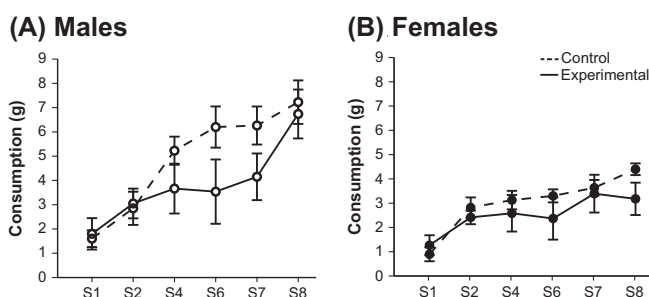 (A) Males
Consumption (g)
9
8
7
6
5
4
3
2
1
0
S1 S2 S4 S6 S7 S8
(B) Females
Control
Experimental
Consumption (g)
9
8
7
6
5
4
3
2
1
0
S1 S2 S4 S6 S7 S8